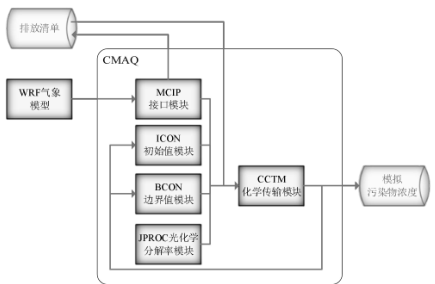 排放清单
CMAQ
WRF气象
模型
MCIP
接口模块
ICON
初始值模块
BCON
边界值模块
CCTM
化学传输模块
模拟
污染物浓度
JPROC光化学
分解率模块